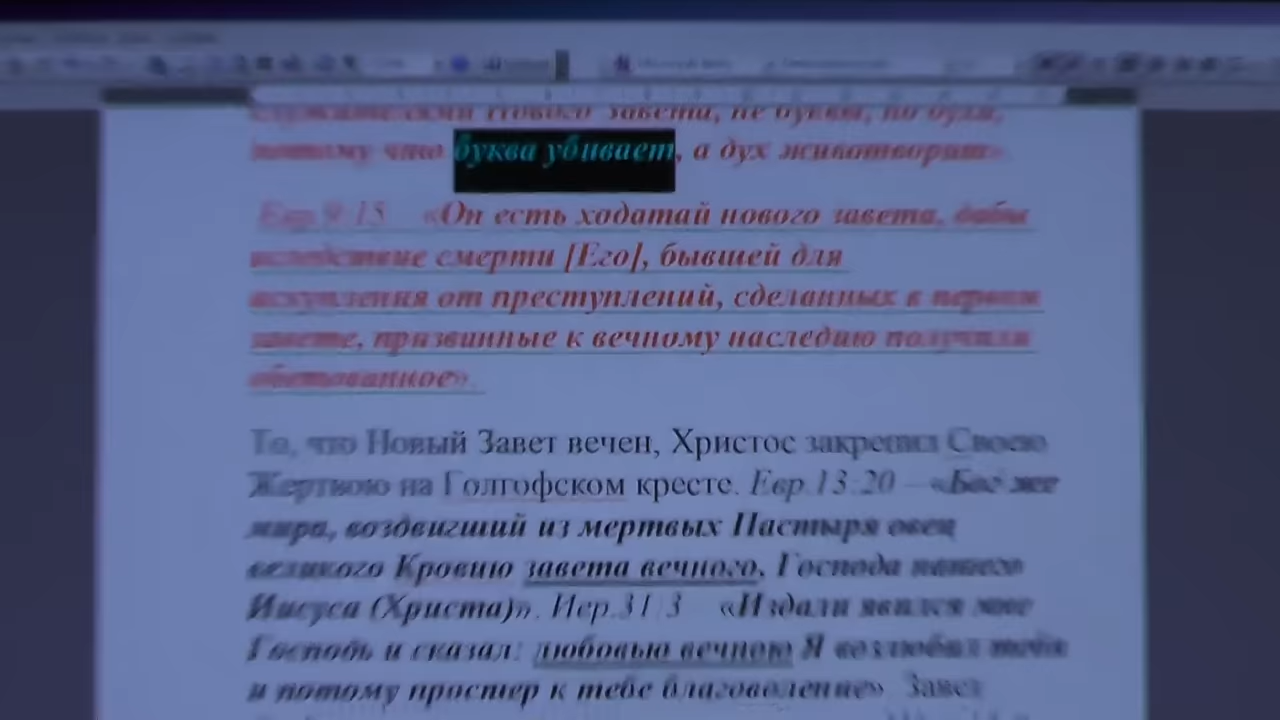 служителями Нового завета, не буквы, но духа,
потому что буква убивает, а дух животворит».
Евр.9:15 «Он есть ходатай нового завета, дабы
вследствие смерти [Его], бывшей для
искупления от преступлений, сделанных в первом
завете, призванные к вечному наследию получили
обетованное».
То, что Новый Завет вечен, Христос закрепил Своею
Жертвою на Голгофском кресте. Евр.13:20 – «Бог же
мира, воздвигший из мертвых Пастыря овец
великого Кровию завета вечного, Господа нашего
Иисуса (Христа)». Иер.31:3 «Издали явился мне
Господь и сказал: любовью вечною Я возлюбил тебя
и потому простер к тебе благоволение» Завет